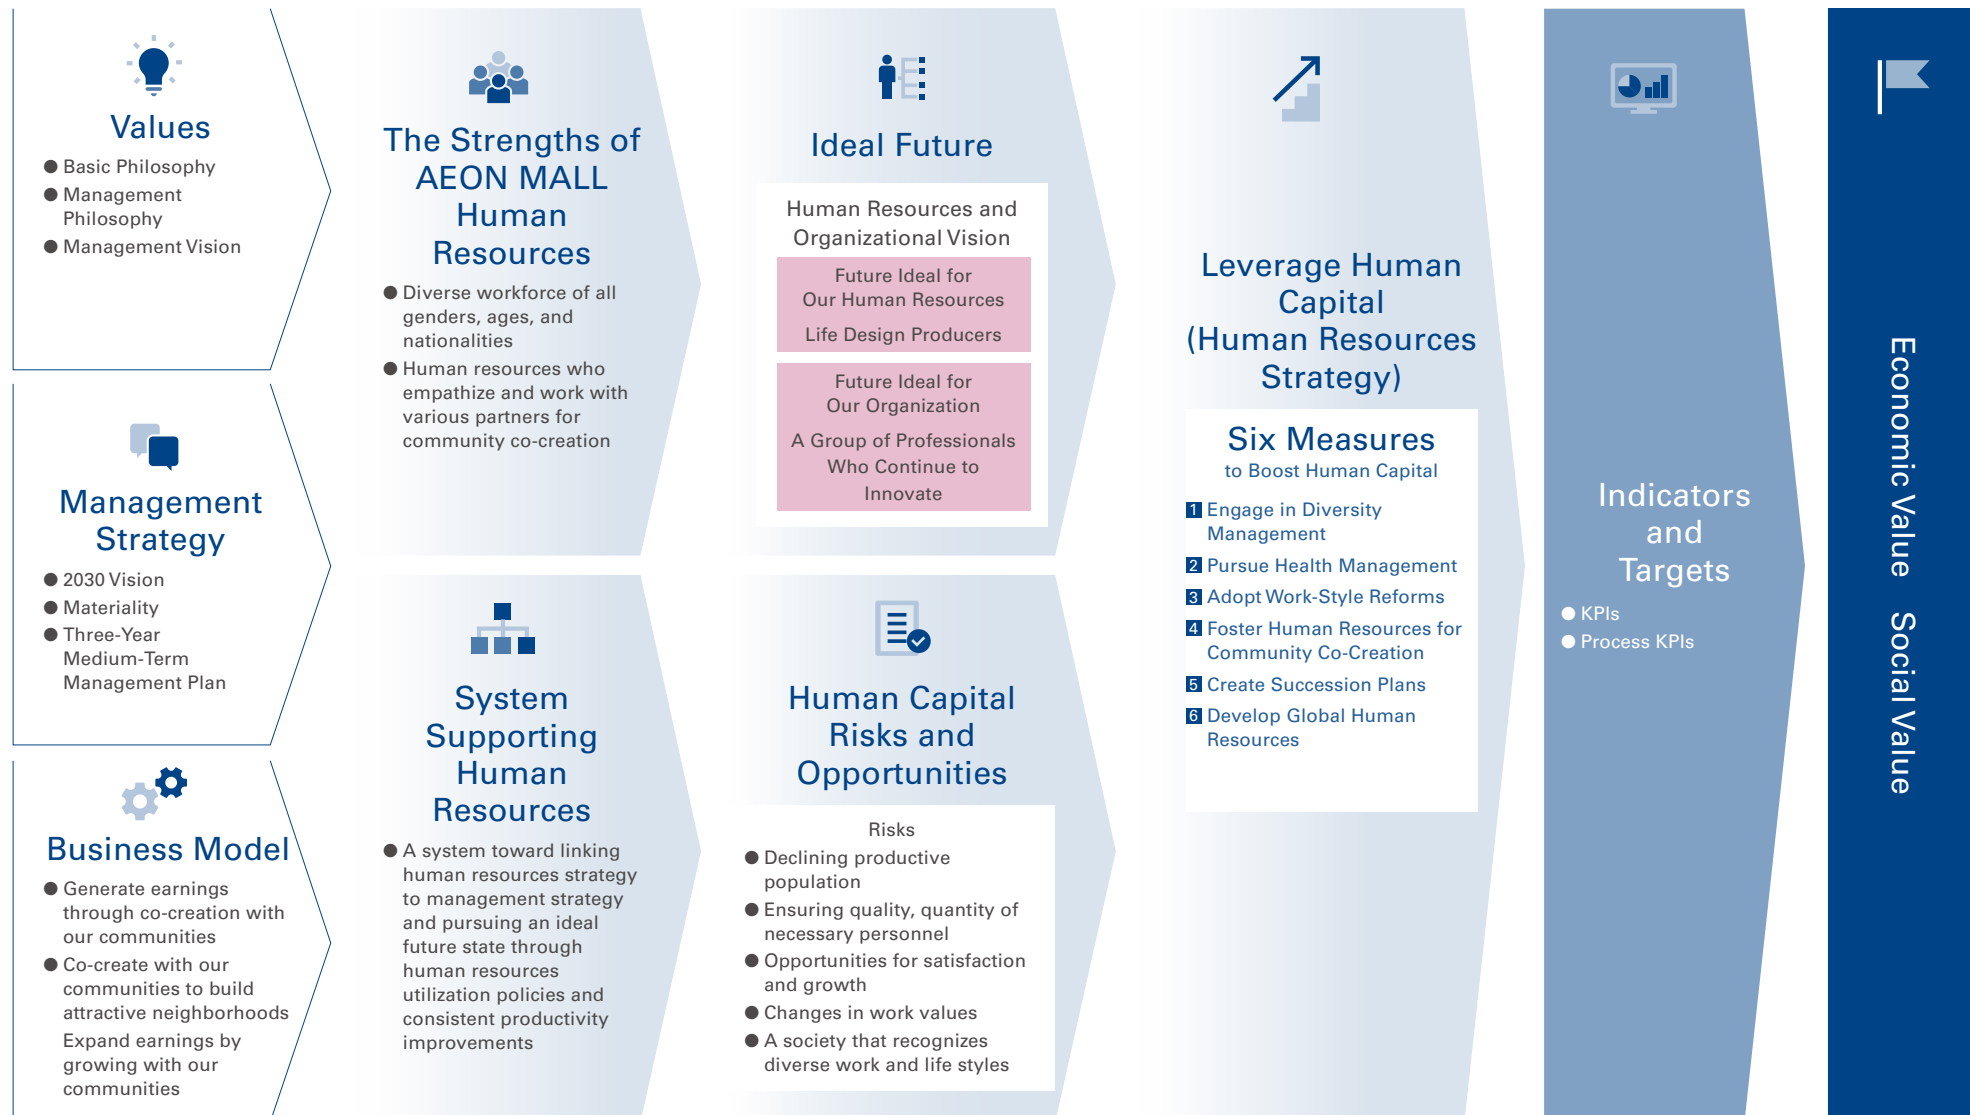 Values
● Basic Philosophy
● Management
Philosophy
● Management Vision
Management
Strategy
● 2030 Vision
● Materiality
● Three-Year
Medium-Term
Management Plan
Business Model
● Generate earnings
through co-creation with
our communities
● Co-create with our
communities to build
attractive neighborhoods
Expand earnings by
growing with our
communities
The Strengths of
AEON MALL
Human
Resources
● Diverse workforce of all
genders, ages, and
nationalities
● Human resources who
empathize and work with
various partners for
community co-creation
System
Supporting
Human
Resources
● A system toward linking
human resources strategy
to management strategy
and pursuing an ideal
future state through
human resources
utilization policies and
consistent productivity
improvements
Ideal Future
Human Resources and
Organizational Vision
Future Ideal for
Our Human Resources
Life Design Producers
Future Ideal for
Our Organization
A Group of Professionals
Who Continue to
Innovate
Human Capital
Risks and
Opportunities
Risks
● Declining productive
population
● Ensuring quality, quantity of
necessary personnel
● Opportunities for satisfaction
and growth
● Changes in work values
● A society that recognizes
diverse work and life styles
Leverage Human
Capital
(Human Resources
Strategy)
Six Measures
to Boost Human Capital
1 Engage in Diversity
Management
2 Pursue Health Management
3 Adopt Work-Style Reforms
4 Foster Human Resources for
Community Co-Creation
5 Create Succession Plans
6 Develop Global Human
Resources
Indicators
and
Targets
● KPIs
● Process KPIs
Economic Value Social Value